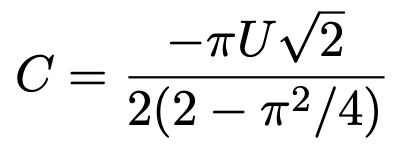 C = \frac{-\pi U \sqrt{2}}{2(2 - \pi^2/4)}